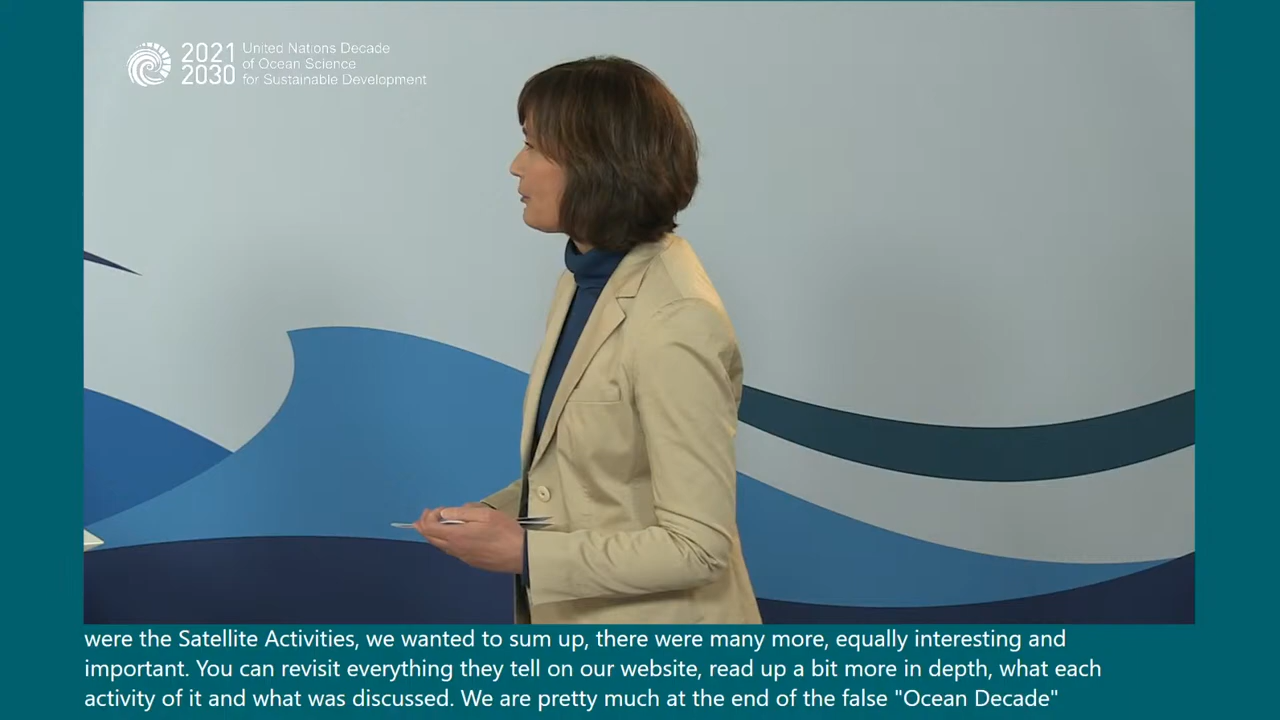 2021
2030
United Nations Decade
of Ocean Science
for Sustainable Development
were the Satellite Activities, we wanted to sum up, there were many more, equally interesting and
important. You can revisit everything they tell on our website, read up a bit more in depth, what each
activity of it and what was discussed. We are pretty much at the end of the false "Ocean Decade"